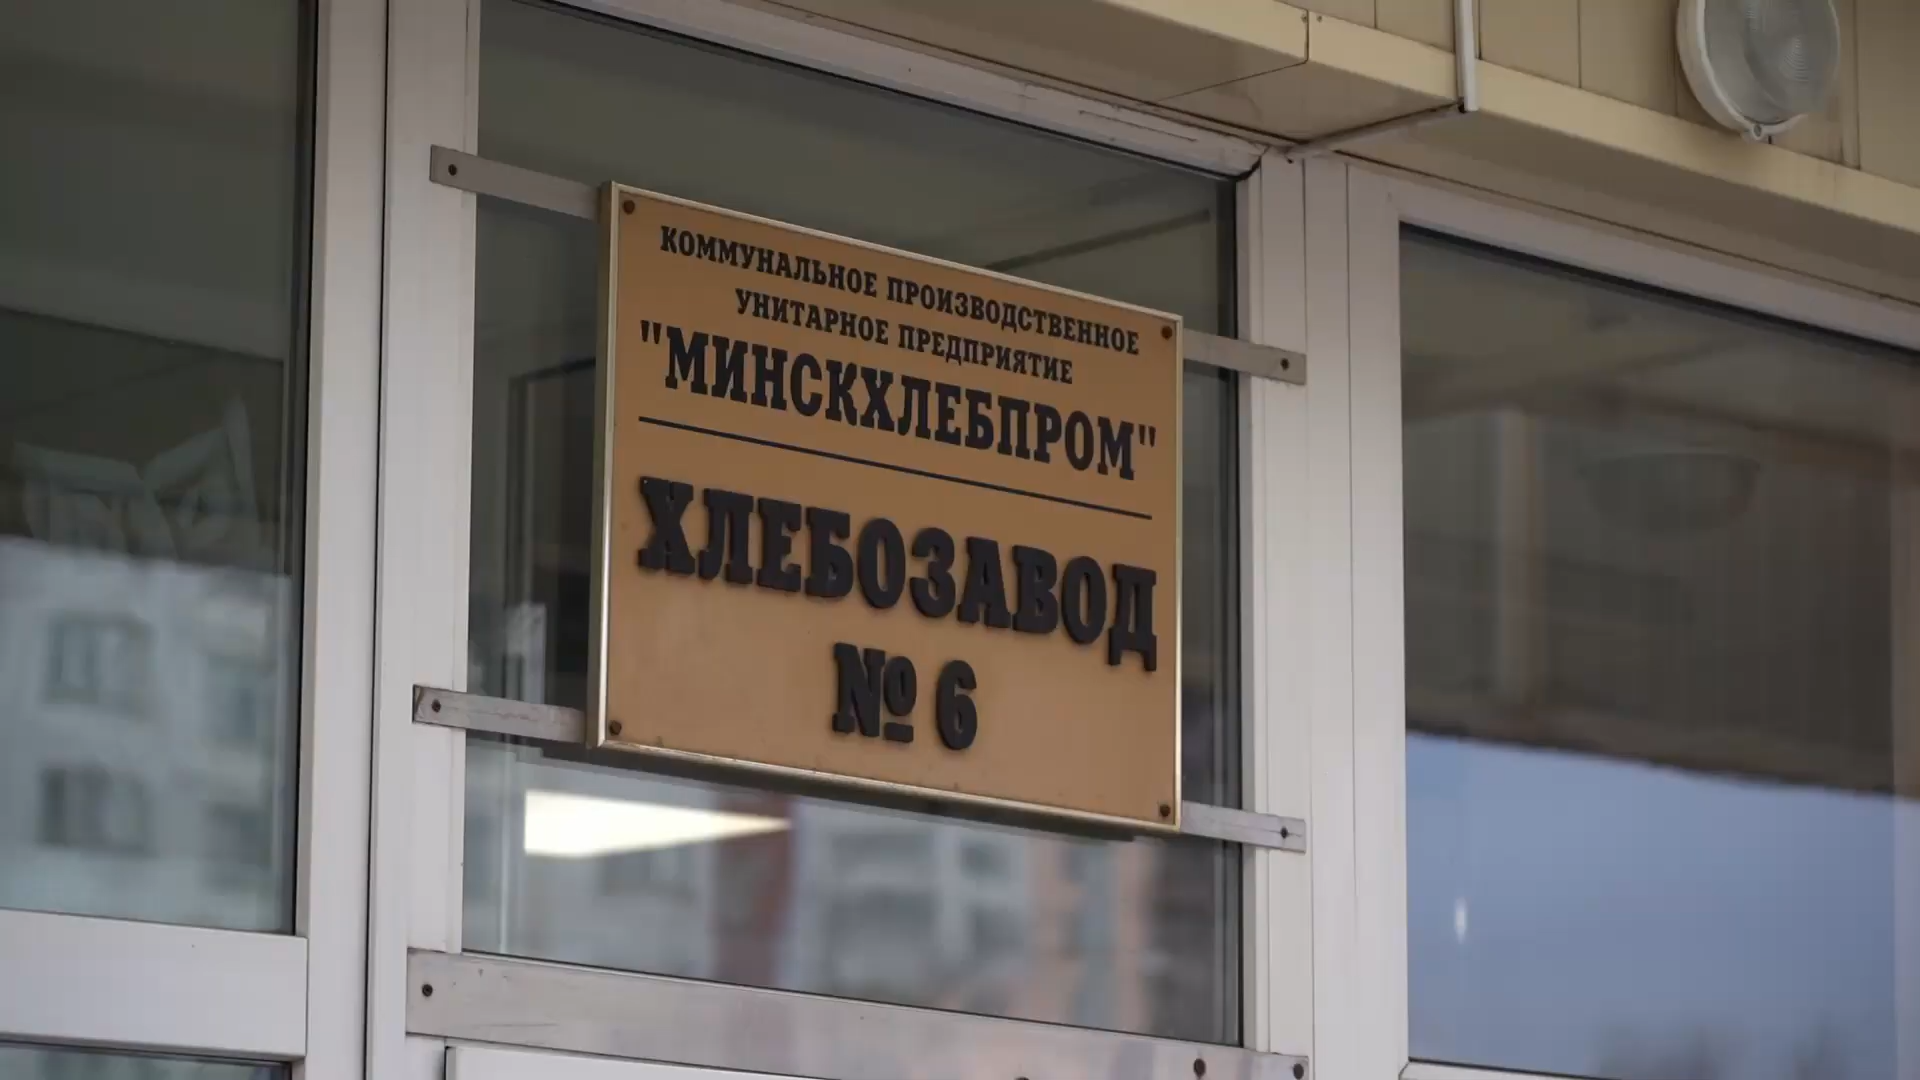 КОММУНАЛЬНОЕ ПРОИЗВОДСТВЕННОЕ
УНИТАРНОЕ ПРЕДПРИЯТИЕ
"МИНСКХЛЕБПРОМ"
ХЛЕБОЗАВОД
№ 6